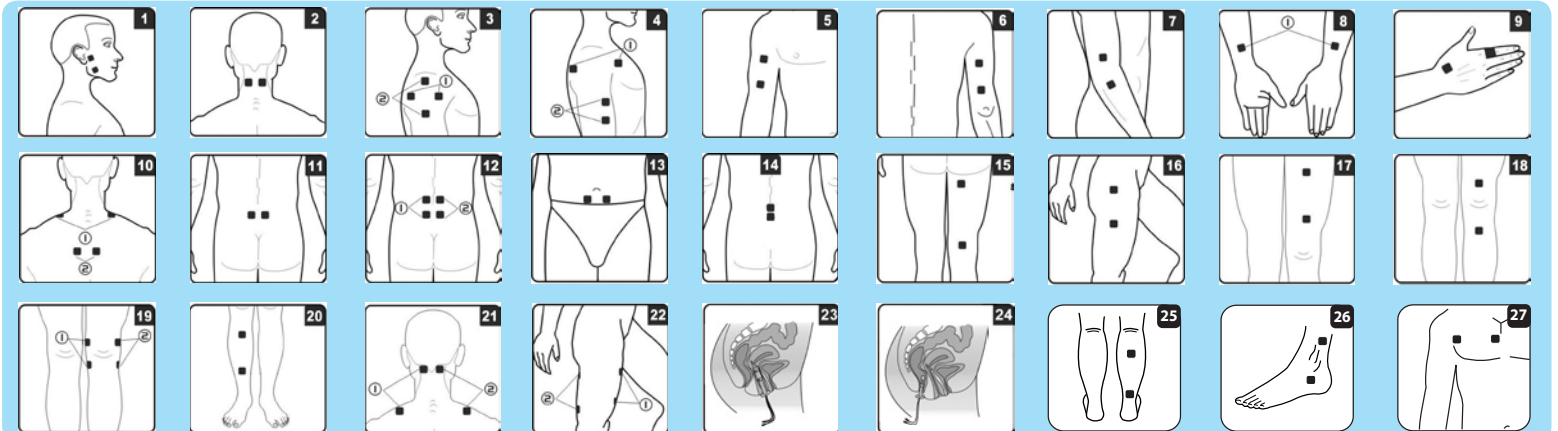 1 2 3 4 5 6 7 8 9
① ② ① ② ①
10 11 12 13 14 15 16 17 18
① ② ① ②
19 20 21 22 23 24 25 26 27
① ② ① ② ② ①